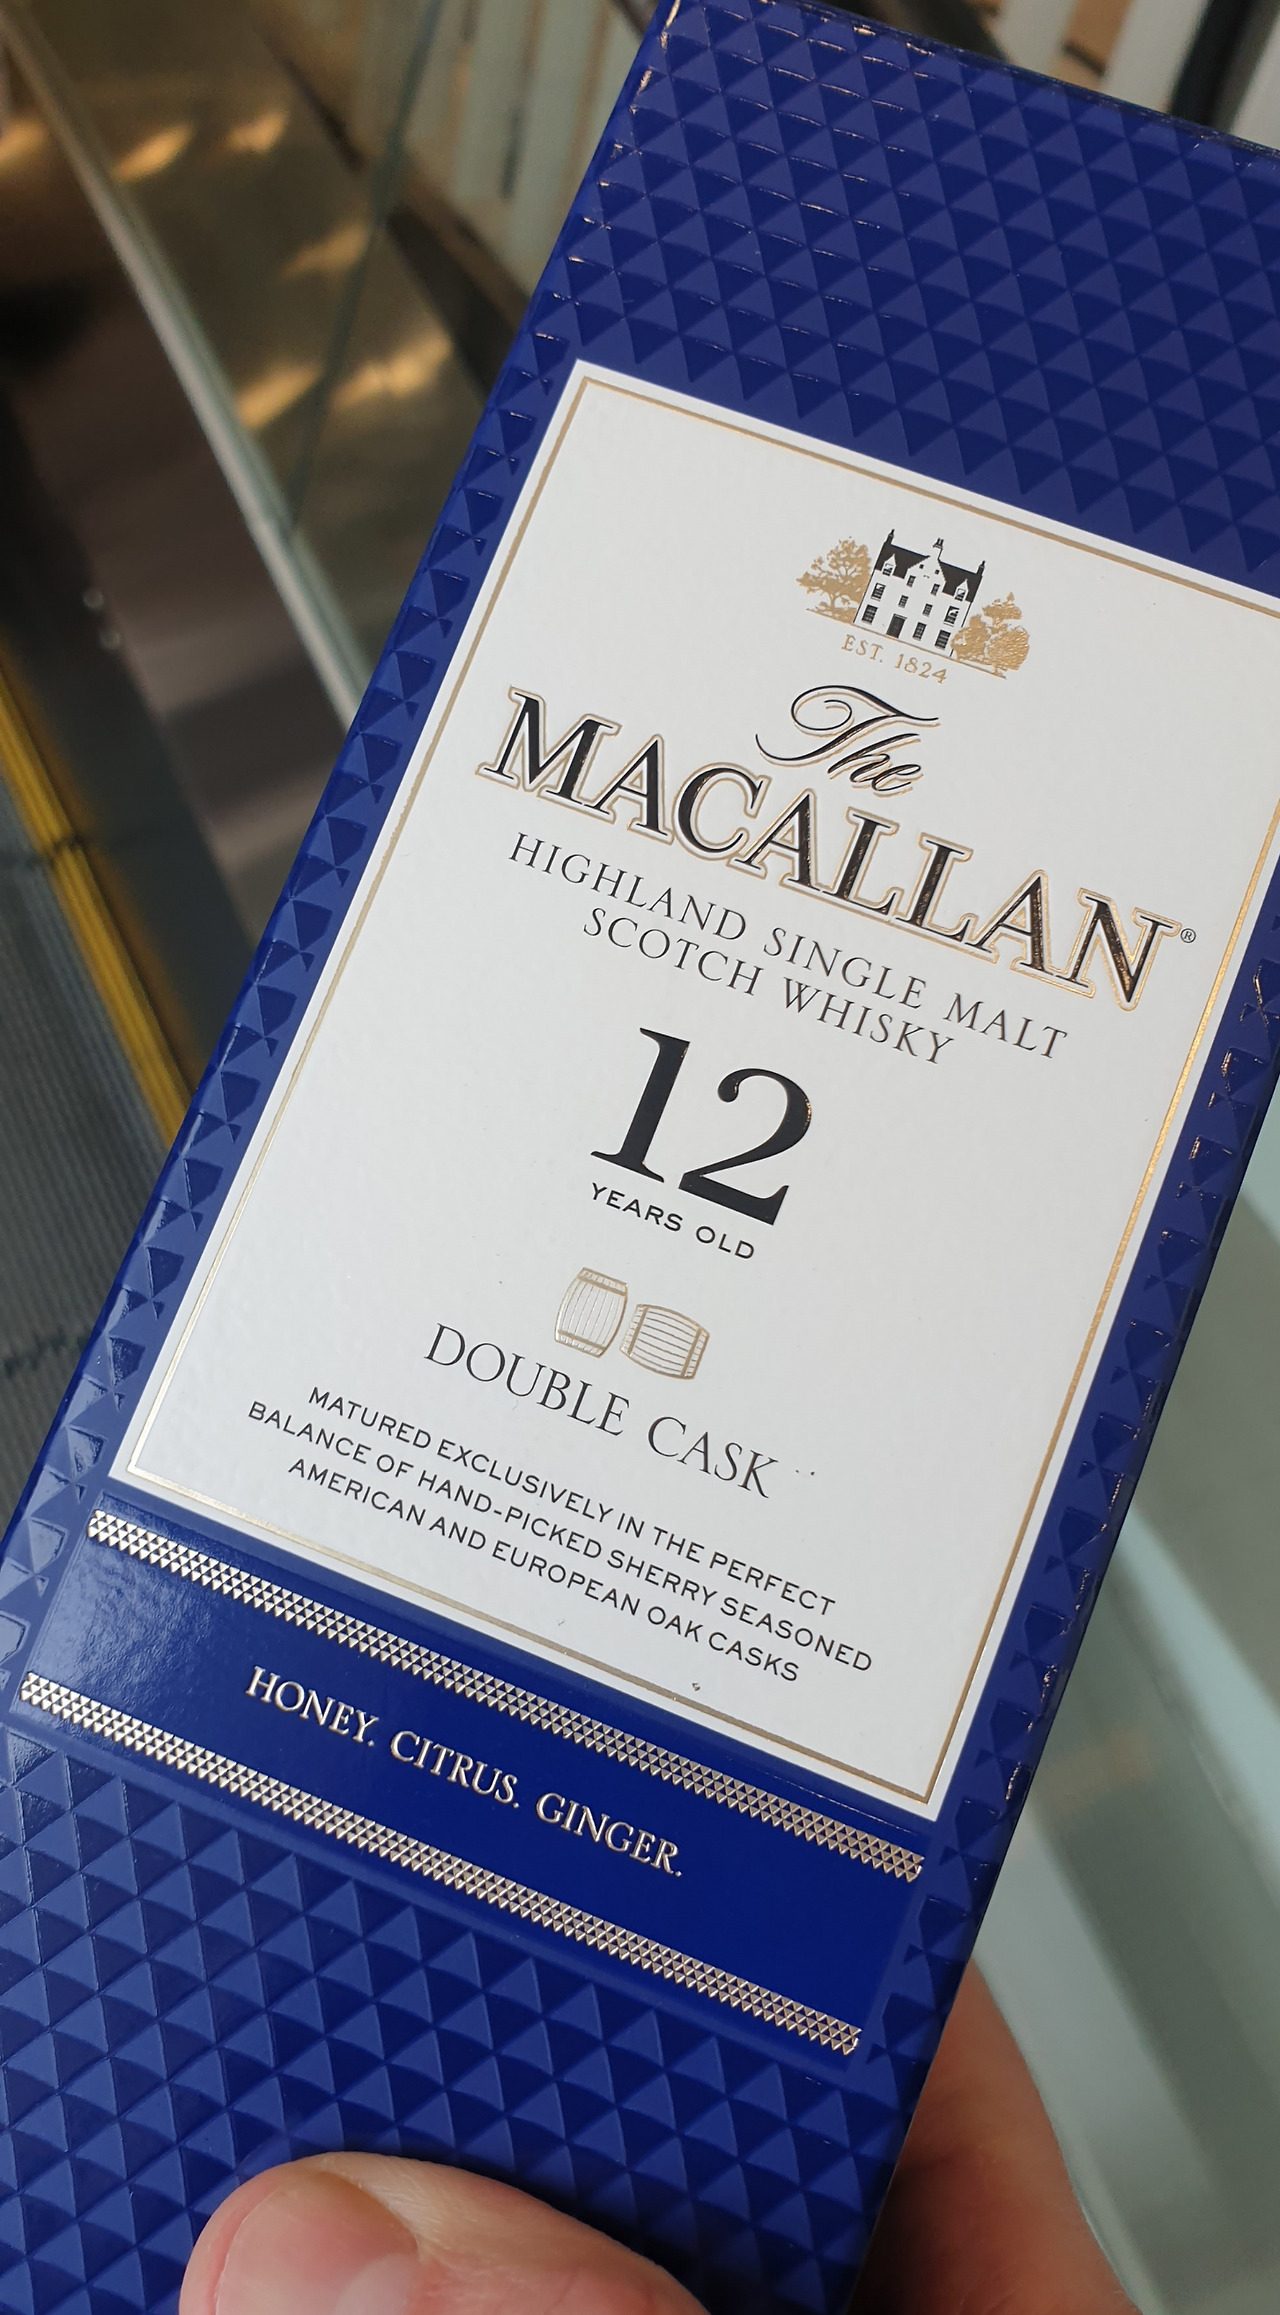 EST. 1824
The
MACALLAN®
HIGHLAND SINGLE MALT
SCOTCH WHISKY
12
YEARS OLD
DOUBLE CASK
MATURED EXCLUSIVELY IN THE PERFECT
BALANCE OF HAND-PICKED SHERRY SEASONED
AMERICAN AND EUROPEAN OAK CASKS
HONEY. CITRUS. GINGER.